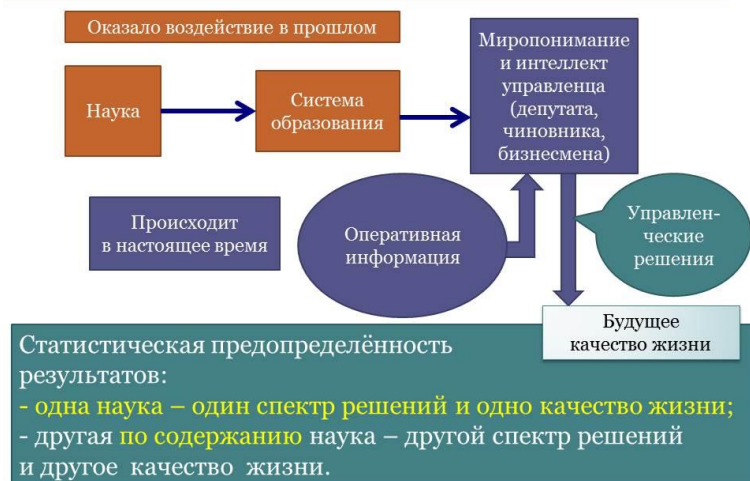 Оказало воздействие в прошлом
Наука
Система
образования
Миропонимание
и интеллект
управленца
(депутата,
чиновника,
бизнесмена)
Происходит
в настоящее время
Оперативная
информация
Управлен-
ческие
решения
Будущее
качество жизни
Статистическая предопределённость
результатов:
- одна наука – один спектр решений и одно качество жизни;
- другая по содержанию наука – другой спектр решений
и другое качество жизни.